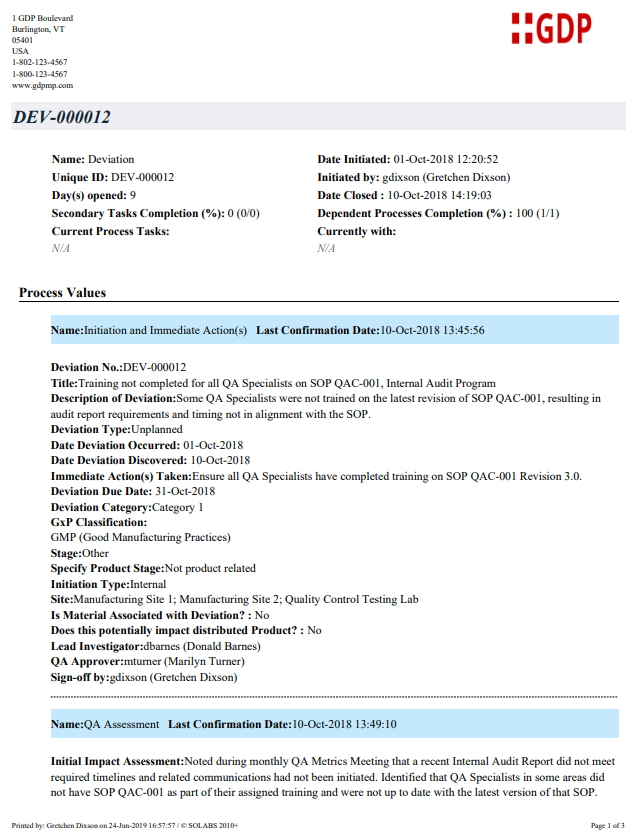 1 GDP Boulevard
Burlington, VT
05401
USA
1-802-123-4567
1-800-123-4567
www.gdpmp.com
GDP
DEV-000012
Name: Deviation
Date Initiated: 01-Oct-2018 12:20:52
Unique ID: DEV-000012
Initiated by: gdixson (Gretchen Dixson)
Day(s) opened: 9
Date Closed : 10-Oct-2018 14:19:03
Secondary Tasks Completion (%): 0 (0/0)
Dependent Processes Completion (%) : 100 (1/1)
Current Process Tasks:
Currently with:
N/A
N/A
Process Values
Name:Initiation and Immediate Action(s) Last Confirmation Date:10-Oct-2018 13:45:56
Deviation No.:DEV-000012
Title:Training not completed for all QA Specialists on SOP QAC-001, Internal Audit Program
Description of Deviation:Some QA Specialists were not trained on the latest revision of SOP QAC-001, resulting in
audit report requirements and timing not in alignment with the SOP.
Deviation Type:Unplanned
Date Deviation Occurred: 01-Oct-2018
Date Deviation Discovered: 10-Oct-2018
Immediate Action(s) Taken:Ensure all QA Specialists have completed training on SOP QAC-001 Revision 3.0.
Deviation Due Date: 31-Oct-2018
Deviation Category:Category 1
GxP Classification:
GMP (Good Manufacturing Practices)
Stage:Other
Specify Product Stage:Not product related
Initiation Type:Internal
Site:Manufacturing Site 1; Manufacturing Site 2; Quality Control Testing Lab
Is Material Associated with Deviation? : No
Does this potentially impact distributed Product? : No
Lead Investigator:dbarnes (Donald Barnes)
QA Approver:mturner (Marilyn Turner)
Sign-off by:gdixson (Gretchen Dixson)
Name:QA Assessment Last Confirmation Date:10-Oct-2018 13:49:10
Initial Impact Assessment:Noted during monthly QA Metrics Meeting that a recent Internal Audit Report did not meet
required timelines and related communications had not been initiated. Identified that QA Specialists in some areas did
not have SOP QAC-001 as part of their assigned training and were not up to date with the latest version of that SOP.
Printed by: Gretchen Dixson on 24-Jun-2019 16:57:57 / © SOLABS 2010+
Page 1 of 3